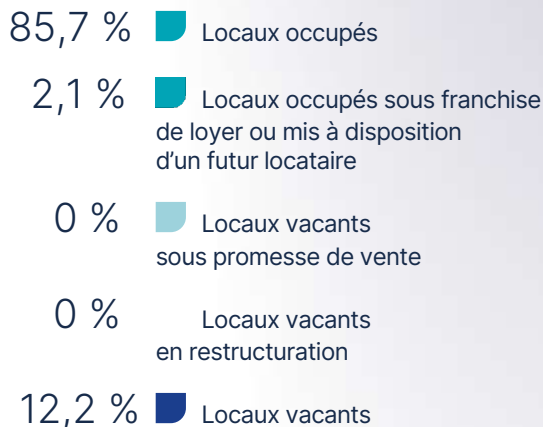 85,7 % Locaux occupés
2,1 % Locaux occupés sous franchise
de loyer ou mis à disposition
d'un futur locataire
0 % Locaux vacants
sous promesse de vente
0 % Locaux vacants
en restructuration
12,2 % Locaux vacants